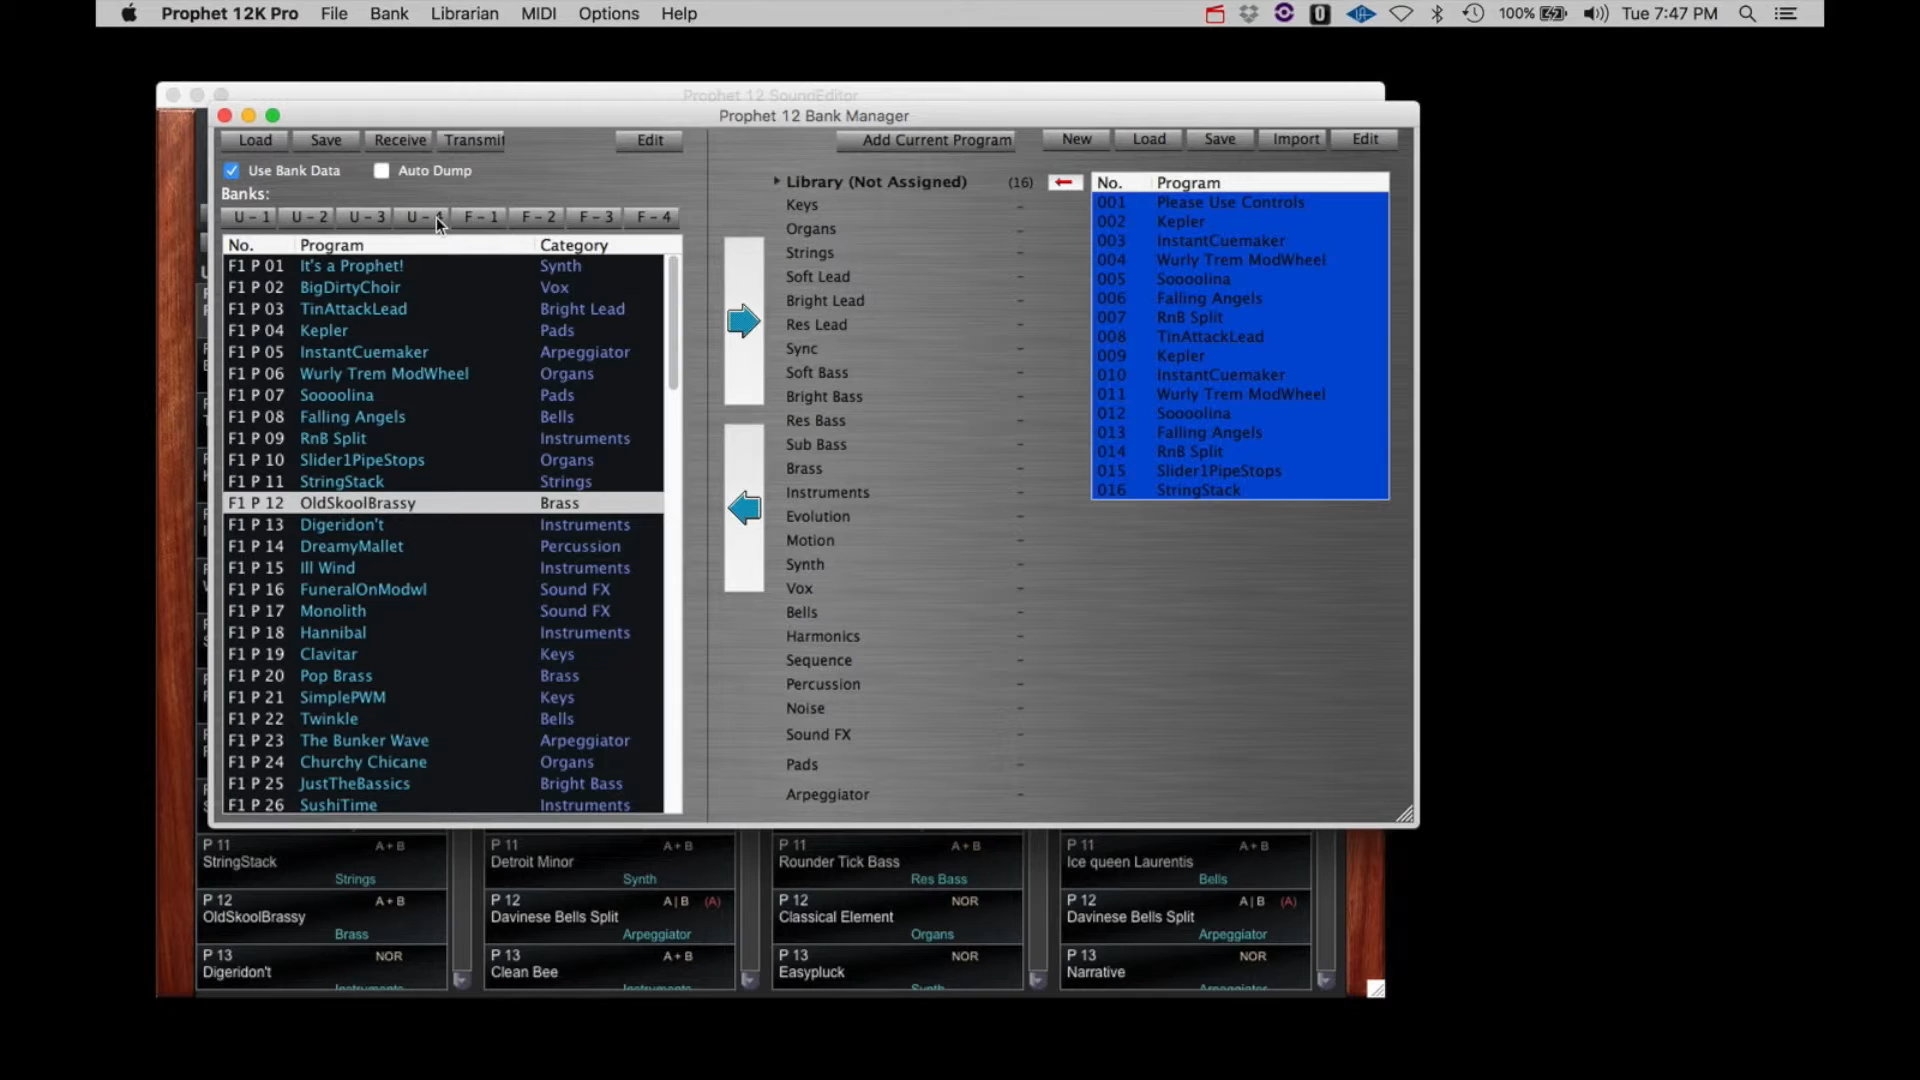 Prophet 12K Pro File Bank Librarian MIDI Options Help 100% Tue 7:47 PM
Prophet 12 SoundEditor
Prophet 12 Bank Manager
Load Save Receive Transmit Edit Add Current Program New Load Save Import Edit
Use Bank Data Auto Dump
Banks:
U - 1 U - 2 U - 3 U - 4 F - 1 F - 2 F - 3 F - 4
No. Program Category
F1 P 01 It's a Prophet! Synth
F1 P 02 BigDirtyChoir Vox
F1 P 03 TinAttackLead Bright Lead
F1 P 04 Kepler Pads
F1 P 05 InstantCuemaker Arpeggiator
F1 P 06 Wurly Trem ModWheel Organs
F1 P 07 Soooolina Pads
F1 P 08 Falling Angels Bells
F1 P 09 RnB Split Instruments
F1 P 10 Slider1PipeStops Organs
F1 P 11 StringStack Strings
F1 P 12 OldSkoolBrassy Brass
F1 P 13 Digeridon't Instruments
F1 P 14 DreamyMallet Percussion
F1 P 15 Ill Wind Instruments
F1 P 16 FuneralOnModwl Sound FX
F1 P 17 Monolith Sound FX
F1 P 18 Hannibal Instruments
F1 P 19 Clavitar Keys
F1 P 20 Pop Brass Brass
F1 P 21 SimplePWM Keys
F1 P 22 Twinkle Bells
F1 P 23 The Bunker Wave Arpeggiator
F1 P 24 Churchy Chicane Organs
F1 P 25 JustTheBassics Bright Bass
F1 P 26 SushiTime Instruments
Library (Not Assigned) (16)
Keys -
Organs -
Strings -
Soft Lead -
Bright Lead -
Res Lead -
Sync -
Soft Bass -
Bright Bass -
Res Bass -
Sub Bass -
Brass -
Instruments -
Evolution -
Motion -
Synth -
Vox -
Bells -
Harmonics -
Sequence -
Percussion -
Noise -
Sound FX -
Pads -
Arpeggiator -
No. Program
001 Please Use Controls
002 Kepler
003 InstantCuemaker
004 Wurly Trem ModWheel
005 Soooolina
006 Falling Angels
007 RnB Split
008 TinAttackLead
009 Kepler
010 InstantCuemaker
011 Wurly Trem ModWheel
012 Soooolina
013 Falling Angels
014 RnB Split
015 Slider1PipeStops
016 StringStack
P 11 A + B P 11 A + B P 11 A + B P 11 A + B
StringStack Detroit Minor Rounder Tick Bass Ice queen Laurentis
Strings Synth Res Bass Bells
P 12 A + B P 12 A | B (A) P 12 NOR P 12 A | B (A)
OldSkoolBrassy Davinese Bells Split Classical Element Davinese Bells Split
Brass Arpeggiator Organs Arpeggiator
P 13 NOR P 13 A + B P 13 NOR P 13 NOR
Digeridon't Clean Bee Easypluck Narrative
Instruments Instruments Synth Arpeggiator